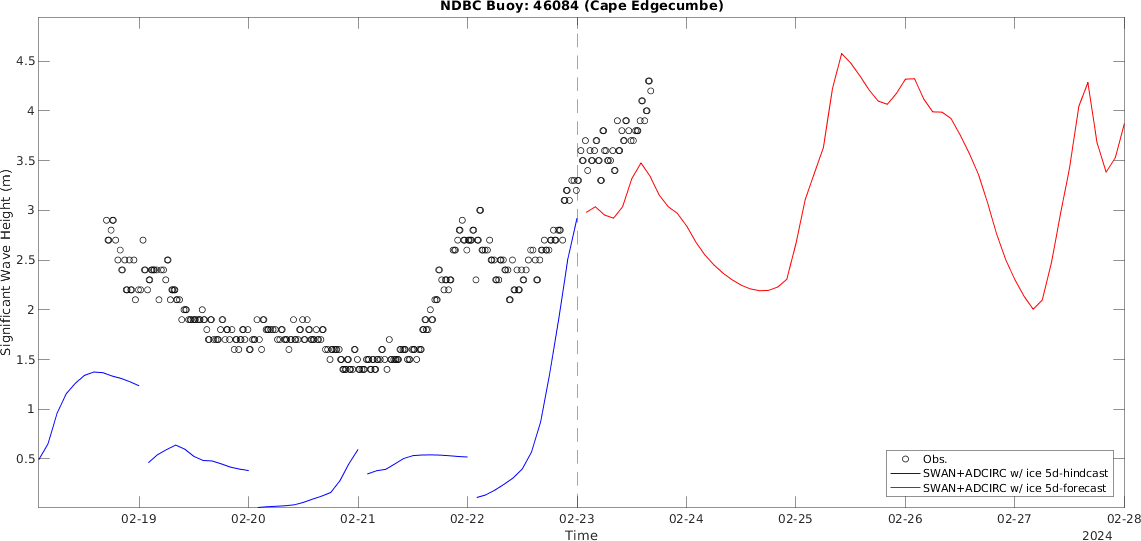 NDBC Buoy: 46084 (Cape Edgecumbe)
Significant Wave Height (m)
4.5
4
3.5
3
2.5
2
1.5
1
0.5
Obs.
SWAN+ADCIRC w/ ice 5d-hindcast
SWAN+ADCIRC w/ ice 5d-forecast
02-19 02-20 02-21 02-22 02-23 02-24 02-25 02-26 02-27 02-28
Time
2024